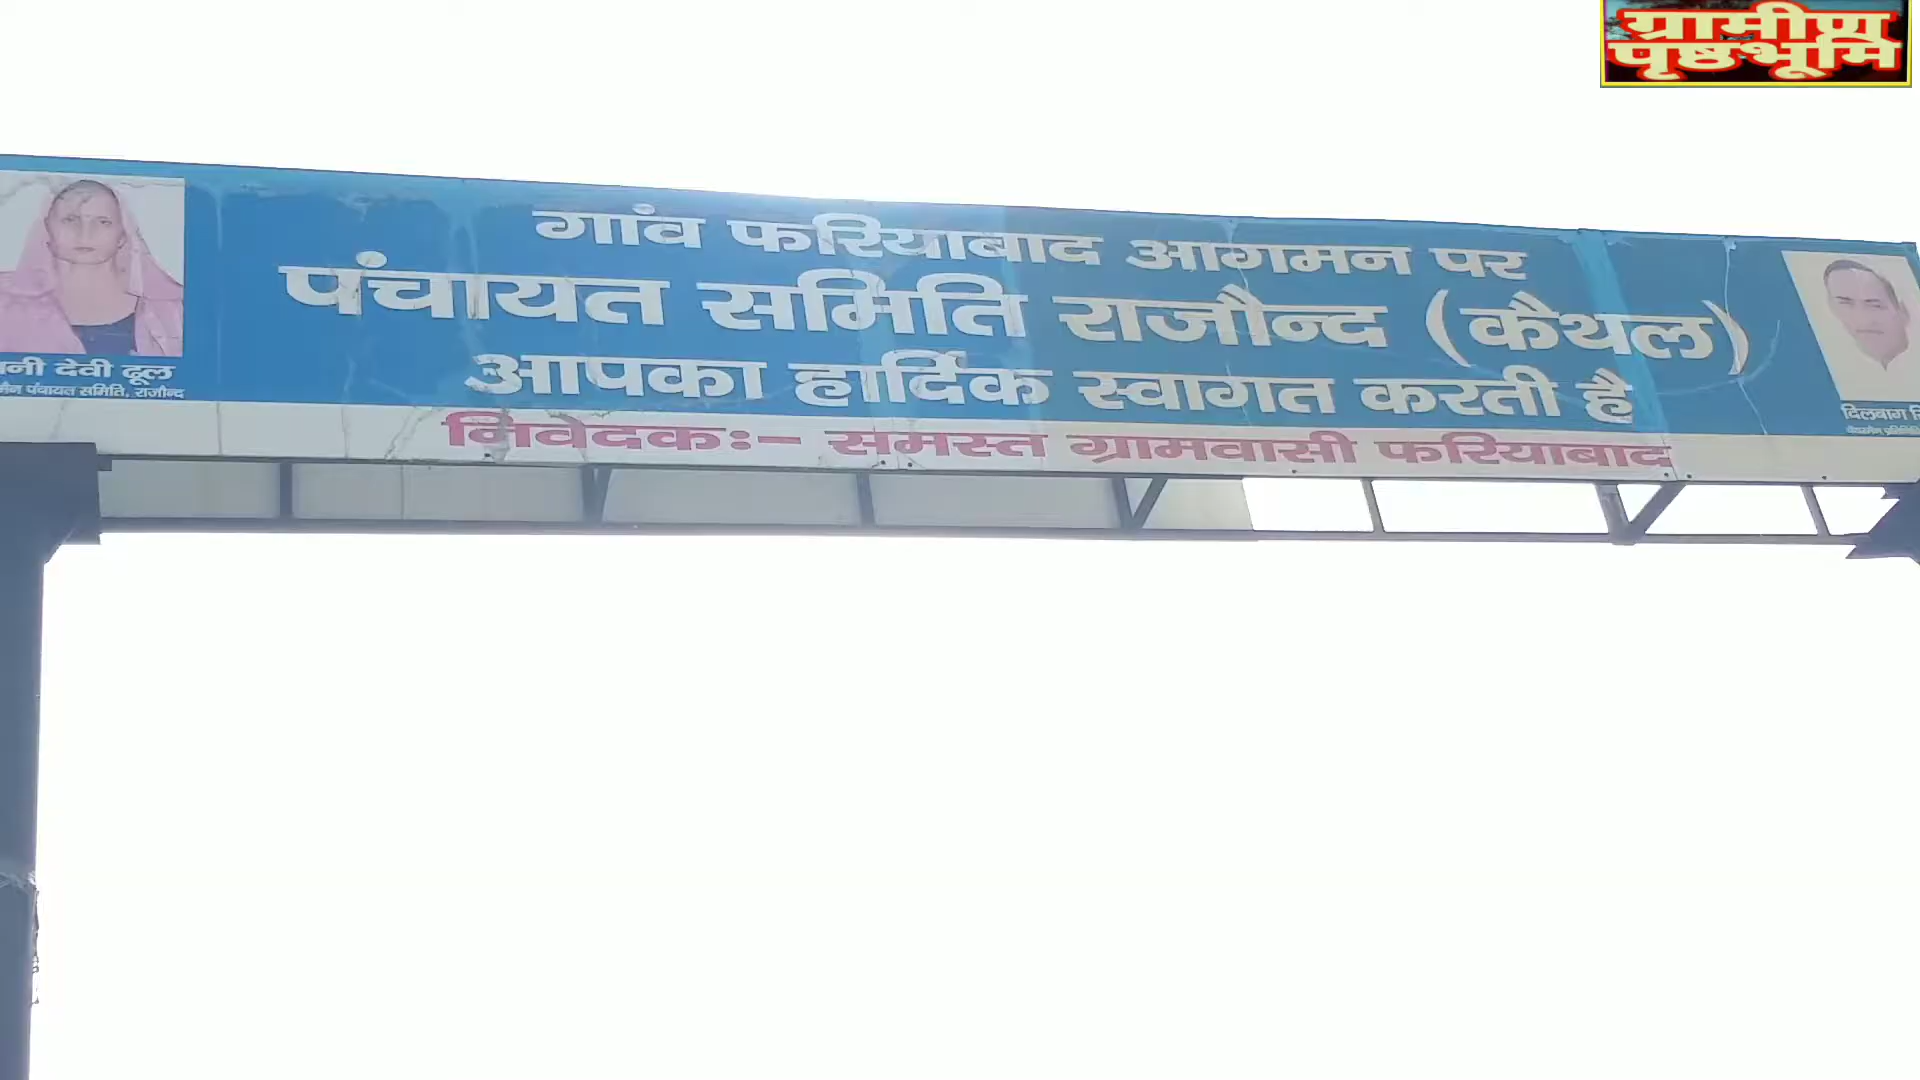 ग्रामीण
पृष्ठभूमि
गांव फरियाबाद आगमन पर
पंचायत समिति राजौन्द (कैथल)
आपका हार्दिक स्वागत करती है
निवेदकः- समस्त ग्रामवासी फरियाबाद
देवी ढूल
पंचायत समिति, राजौन्द
दिलबाग